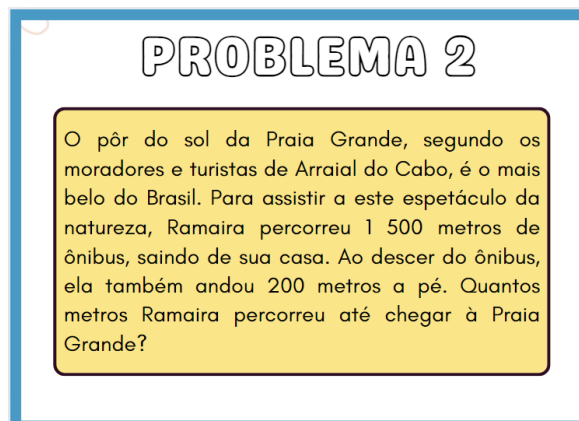 PROBLEMA 2
O pôr do sol da Praia Grande, segundo os
moradores e turistas de Arraial do Cabo, é o mais
belo do Brasil. Para assistir a este espetáculo da
natureza, Ramaira percorreu 1 500 metros de
ônibus, saindo de sua casa. Ao descer do ônibus,
ela também andou 200 metros a pé. Quantos
metros Ramaira percorreu até chegar à Praia
Grande?